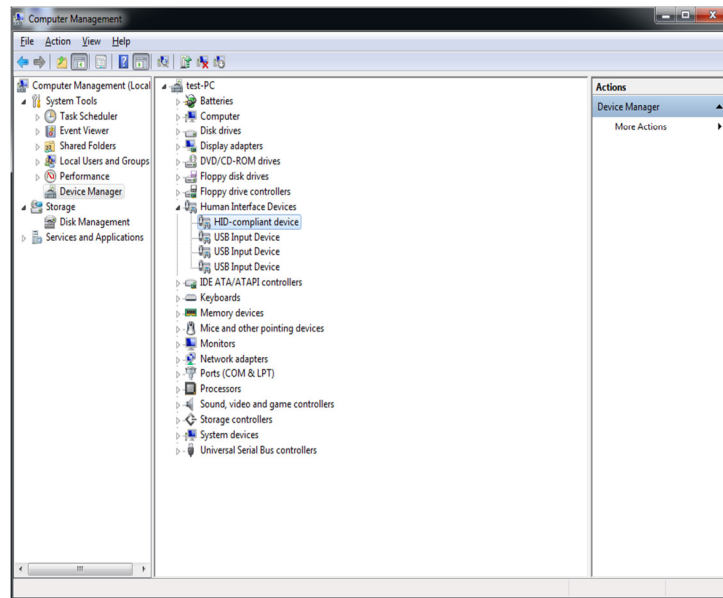 Computer Management
File Action View Help
Computer Management (Local
System Tools
Task Scheduler
Event Viewer
Shared Folders
Local Users and Groups
Performance
Device Manager
Storage
Disk Management
Services and Applications
test-PC
Batteries
Computer
Disk drives
Display adapters
DVD/CD-ROM drives
Floppy disk drives
Floppy drive controllers
Human Interface Devices
HID-compliant device
USB Input Device
USB Input Device
USB Input Device
IDE ATA/ATAPI controllers
Keyboards
Memory devices
Mice and other pointing devices
Monitors
Network adapters
Ports (COM & LPT)
Processors
Sound, video and game controllers
Storage controllers
System devices
Universal Serial Bus controllers
Actions
Device Manager
More Actions